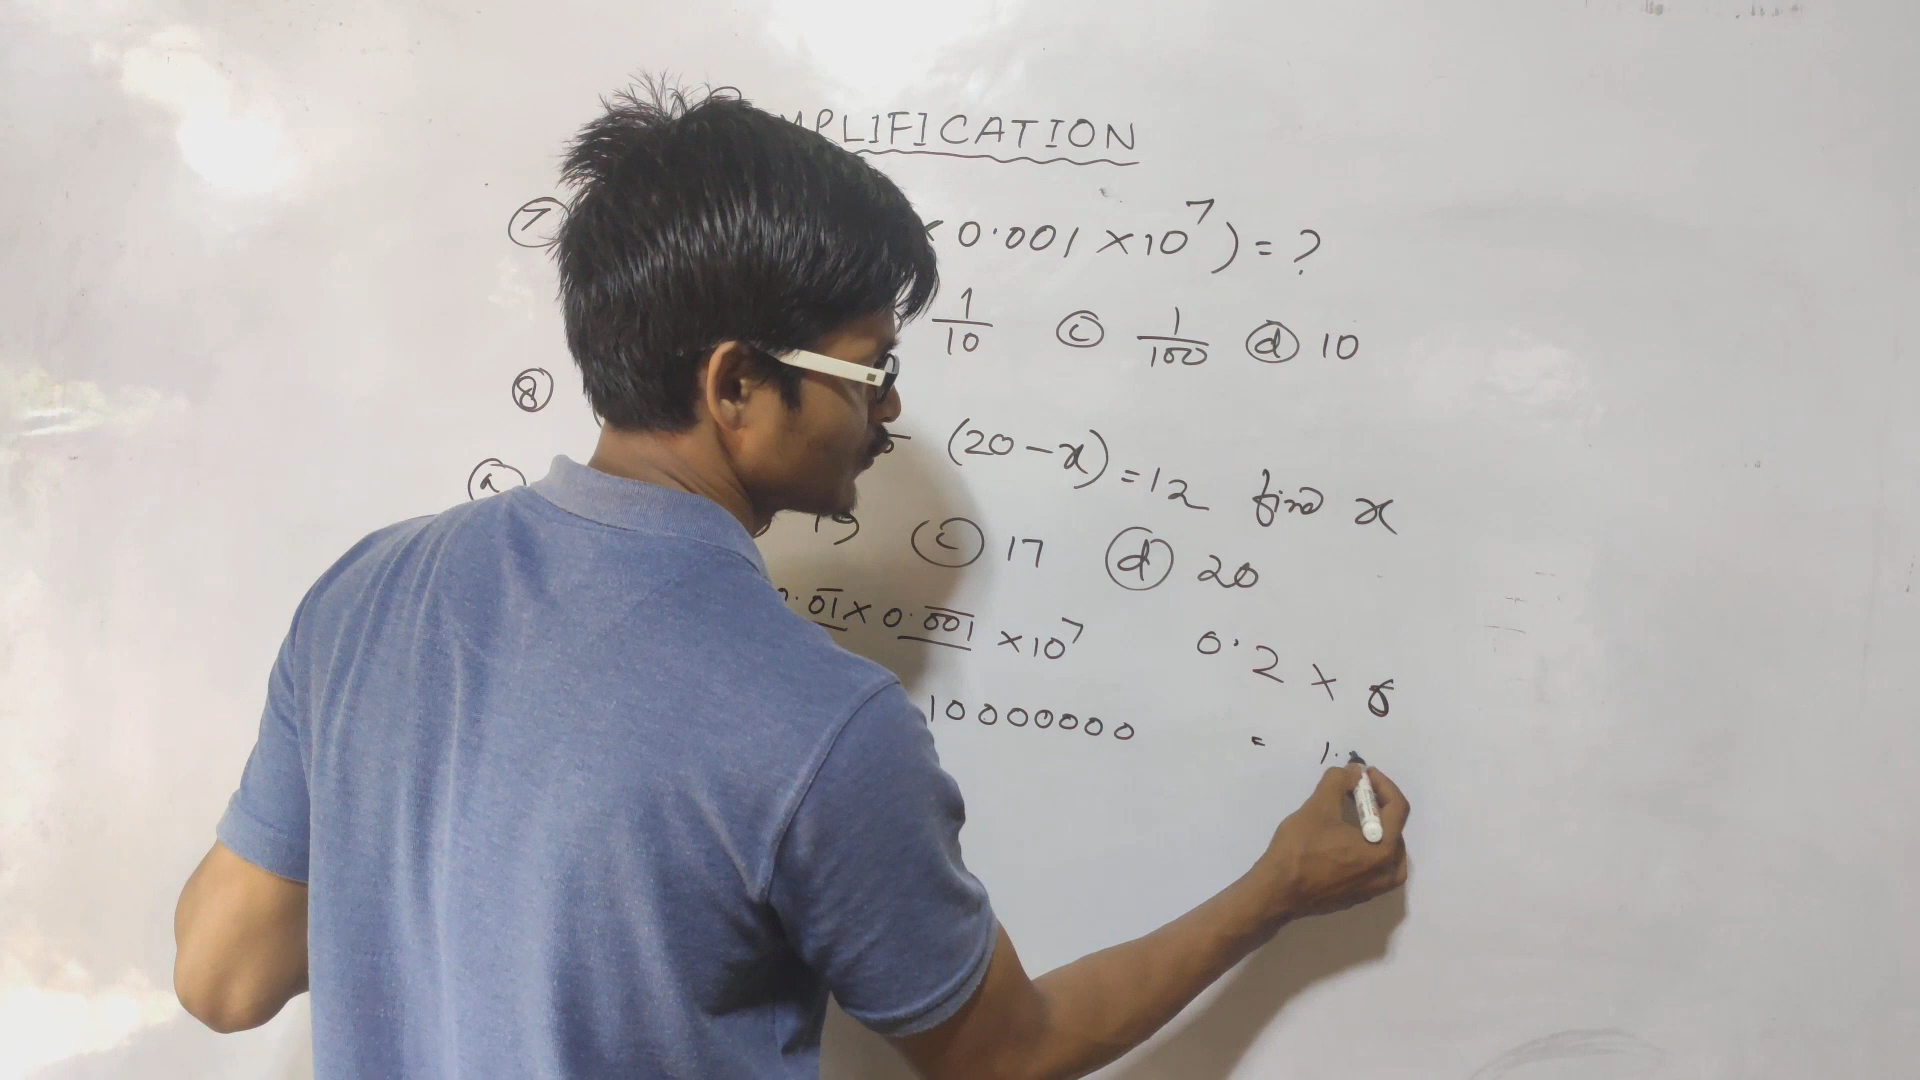 MPLIFICATION
7 × 0.001 × 10⁷) = ?
1/10 c 1/100 d 10
8 (20 - x) = 12 find x
a 19 c 17 d 20
0.01 × 0.001 × 10⁷ 0.2 ×
10000000 = 1.